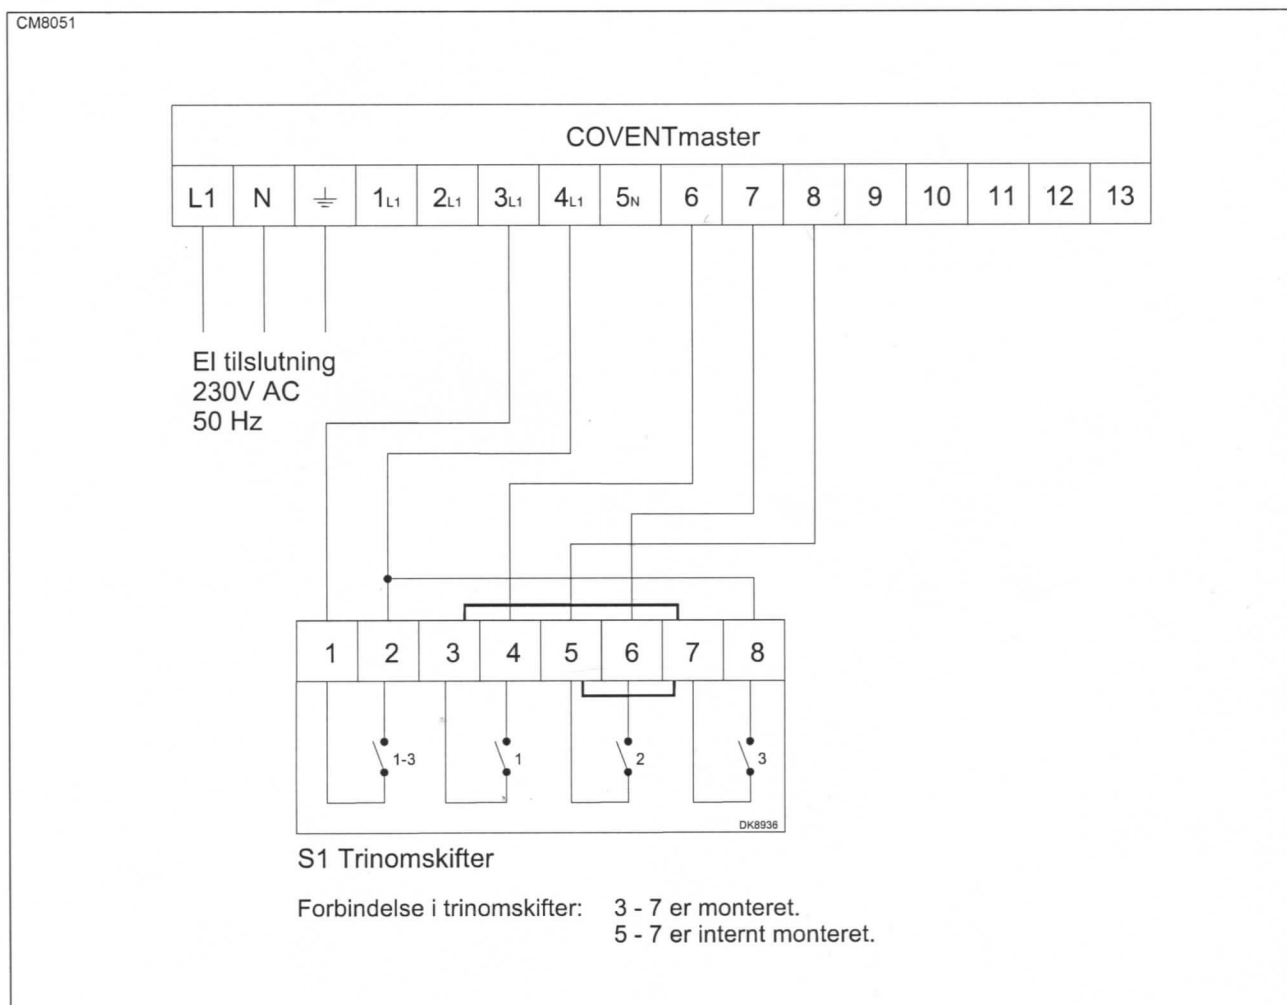 CM8051
COVENTmaster
L1 N 1L1 2L1 3L1 4L1 5N 6 7 8 9 10 11 12 13
El tilslutning
230V AC
50 Hz
1 2 3 4 5 6 7 8
1-3 1 2 3
DK8936
S1 Trinomskifter
Forbindelse i trinomskifter: 3 - 7 er monteret.
5 - 7 er internt monteret.